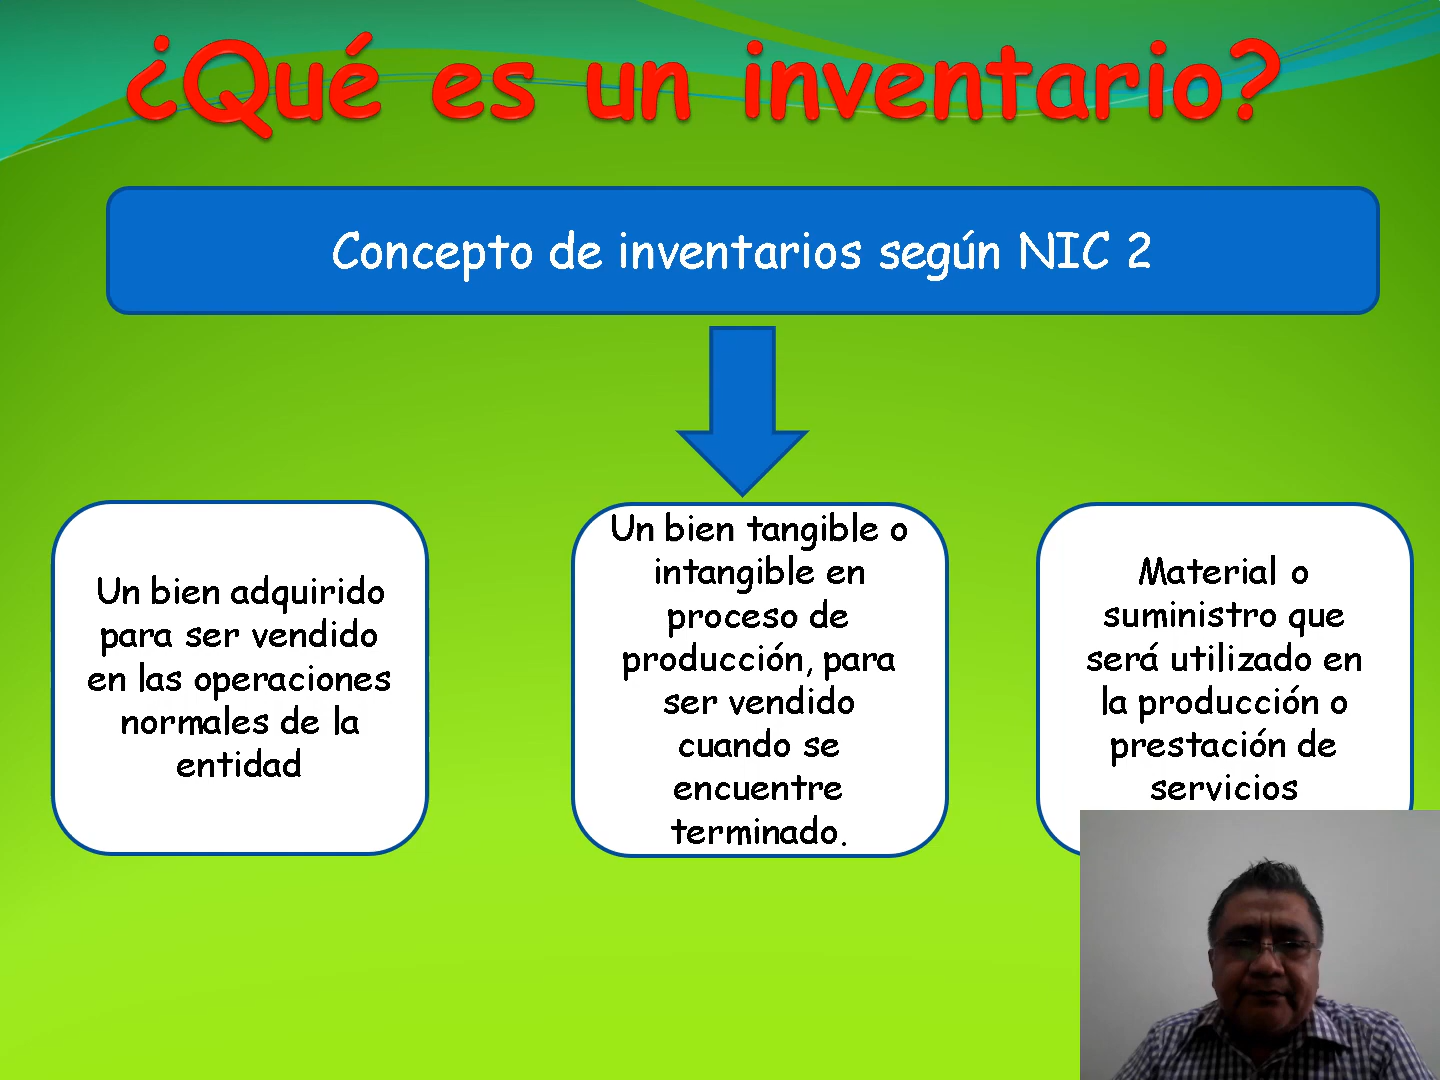 ¿Qué es un inventario?
Concepto de inventarios según NIC 2
Un bien adquirido
para ser vendido
en las operaciones
normales de la
entidad
Un bien tangible o
intangible en
proceso de
producción, para
ser vendido
cuando se
encuentre
terminado.
Material o
suministro que
será utilizado en
la producción o
prestación de
servicios